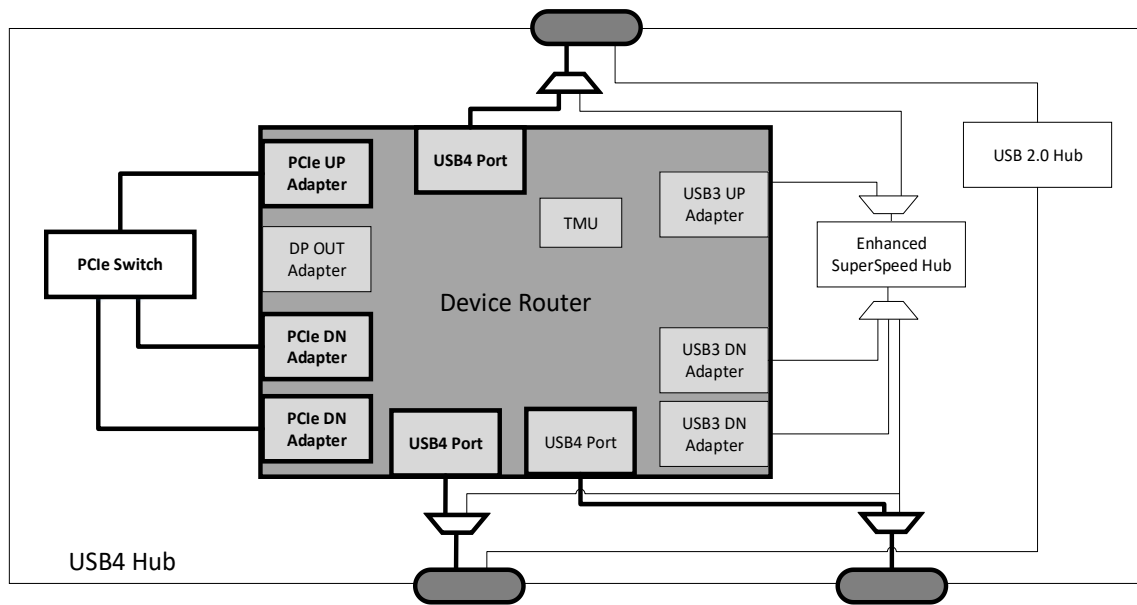 USB4 Port
USB 2.0 Hub
PCIe UP
Adapter
USB3 UP
Adapter
TMU
PCIe Switch
DP OUT
Adapter
Enhanced
SuperSpeed Hub
Device Router
PCIe DN
Adapter
USB3 DN
Adapter
PCIe DN
Adapter
USB4 Port
USB4 Port
USB3 DN
Adapter
USB4 Hub